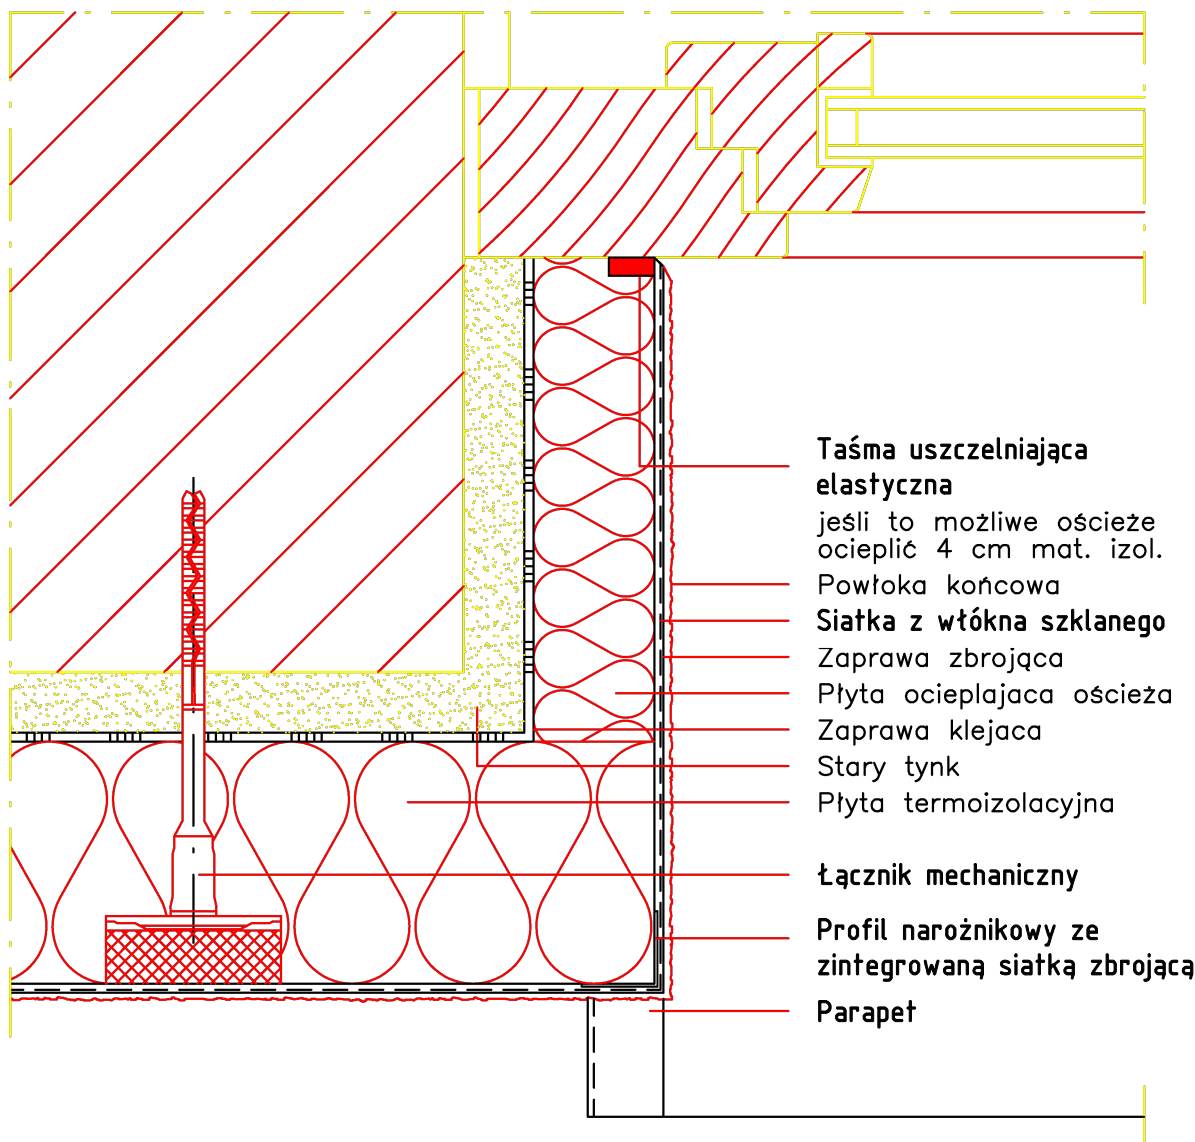 Taśma uszczelniająca
elastyczna
jeśli to możliwe ościeże
ocieplić 4 cm mat. izol.
Powłoka końcowa
Siatka z włókna szklanego
Zaprawa zbrojąca
Płyta ocieplajaca ościeża
Zaprawa klejaca
Stary tynk
Płyta termoizolacyjna
Łącznik mechaniczny
Profil narożnikowy ze
zintegrowaną siatką zbrojącą
Parapet